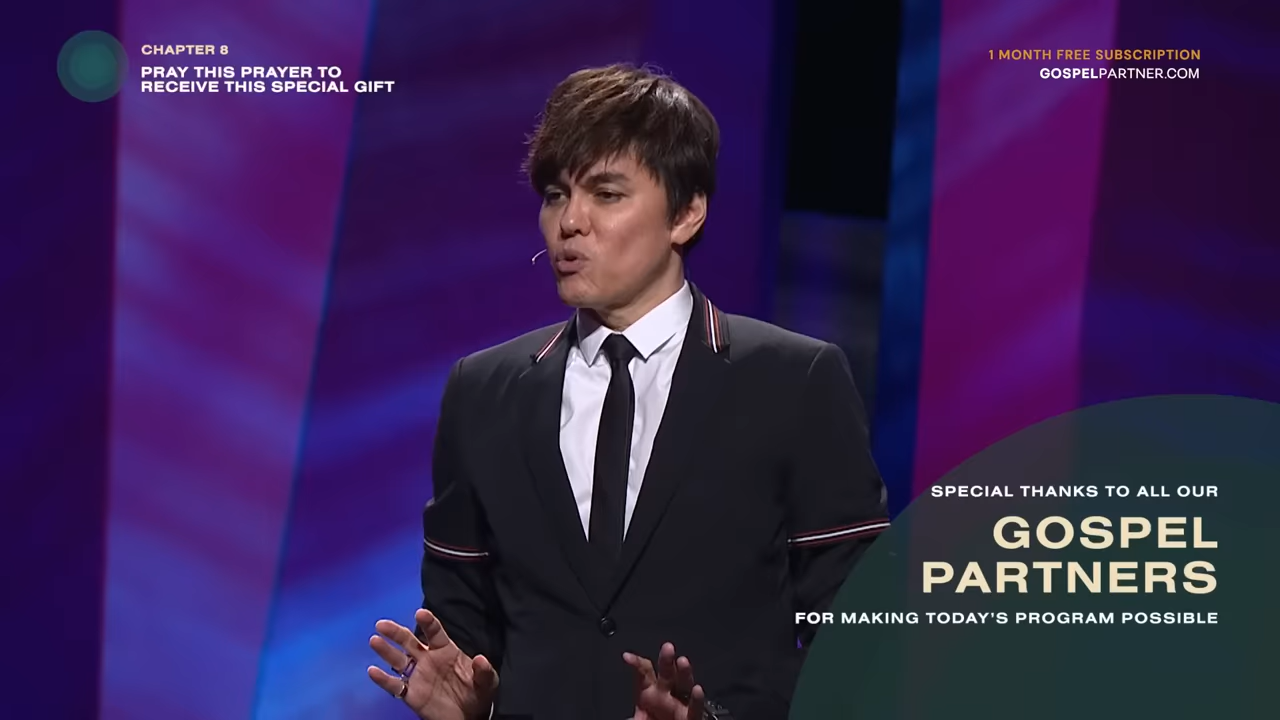 CHAPTER 8
PRAY THIS PRAYER TO
RECEIVE THIS SPECIAL GIFT
1 MONTH FREE SUBSCRIPTION
GOSPELPARTNER.COM
SPECIAL THANKS TO ALL OUR
GOSPEL
PARTNERS
FOR MAKING TODAY'S PROGRAM POSSIBLE